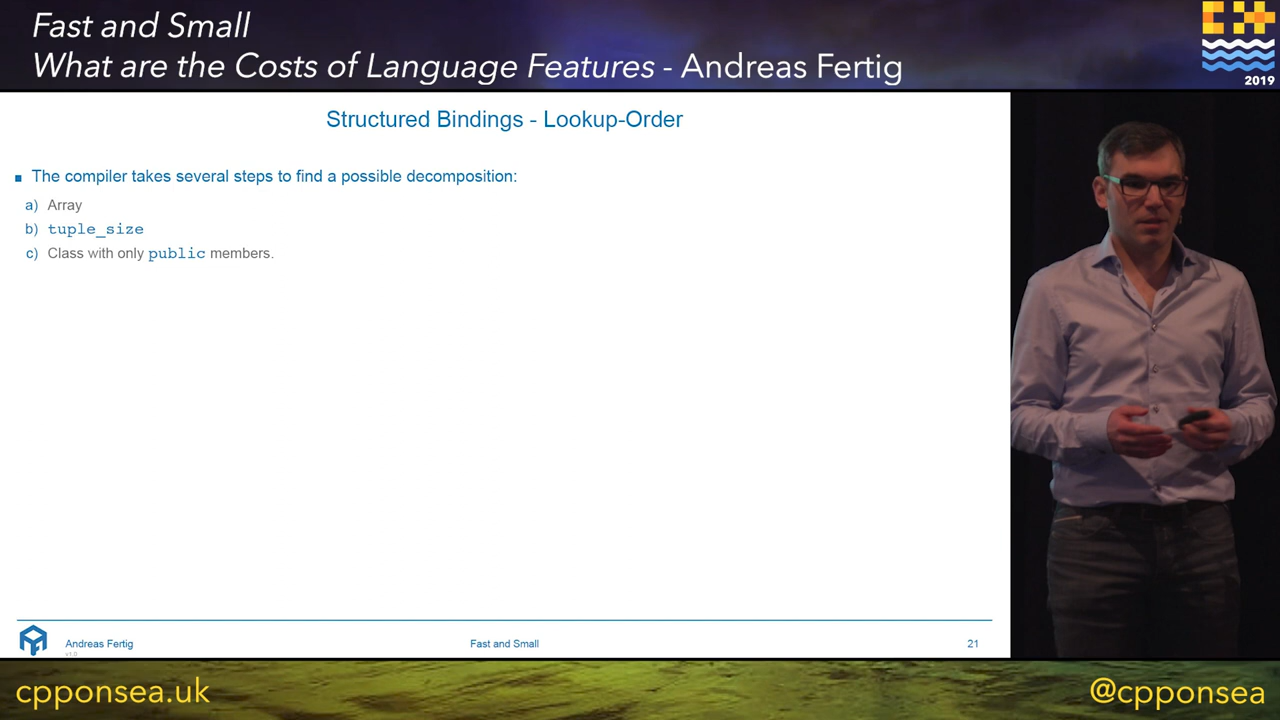 Fast and Small
What are the Costs of Language Features - Andreas Fertig
2019
Structured Bindings - Lookup-Order
The compiler takes several steps to find a possible decomposition:
a) Array
b) tuple_size
c) Class with only public members.
Andreas Fertig
v1.0
Fast and Small
21
cpponsea.uk
@cpponsea